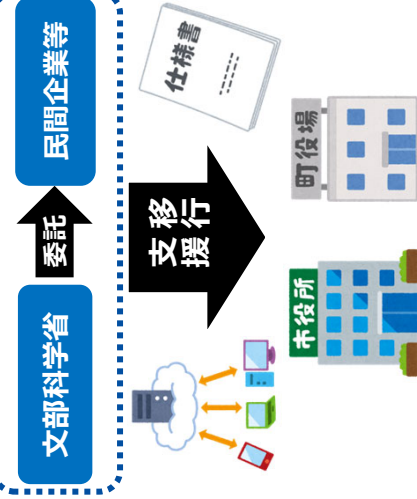 文部科学省
委託
民間企業等
移行
支援
仕様書
市役所
町役場